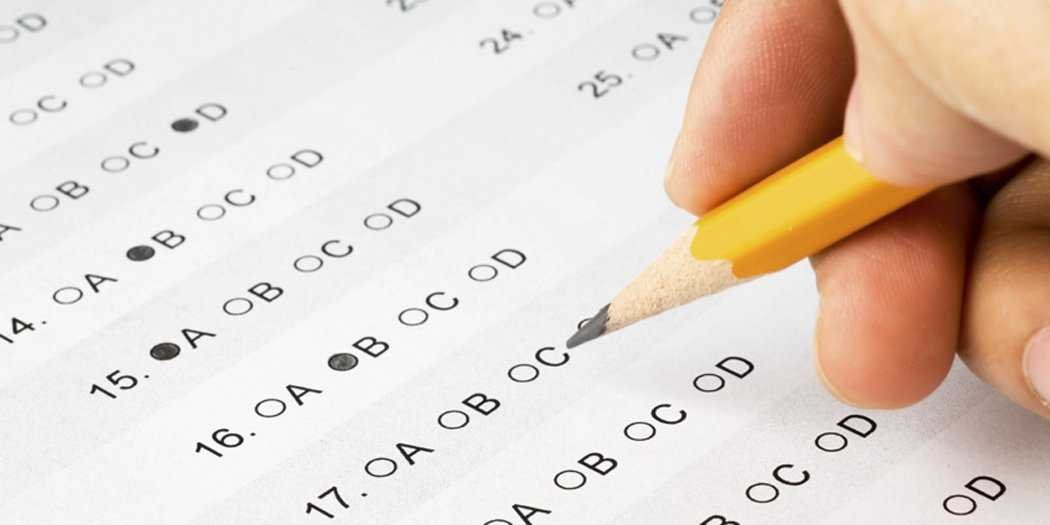 D
C D
A B C D
14. A B C D
15. A B C D
16. A B C D
17. A B C
A B C D
B C D
D
24. A
25. A